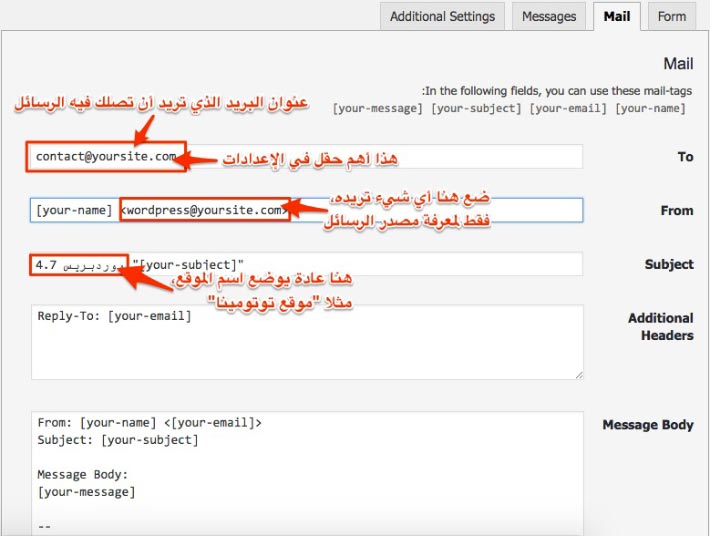 Additional Settings Messages Mail Form
Mail
:In the following fields, you can use these mail-tags
[your-message] [your-subject] [your-email] [your-name]
عنوان البريد الذي تريد أن تصلك فيه الرسائل
To
contact@yoursite.com
هذا أهم حقل في الإعدادات
From
[your-name] <wordpress@yoursite.com>
ضع هنا أي شيء تريده،
فقط لمعرفة مصدر الرسائل
Subject
ووردبريس 4.7 "[your-subject]"
هنا عادة يوضع اسم الموقع،
مثلا "موقع توتومينا"
Additional
Headers
Reply-To: [your-email]
Message Body
From: [your-name] <[your-email]>
Subject: [your-subject]
Message Body:
[your-message]
--